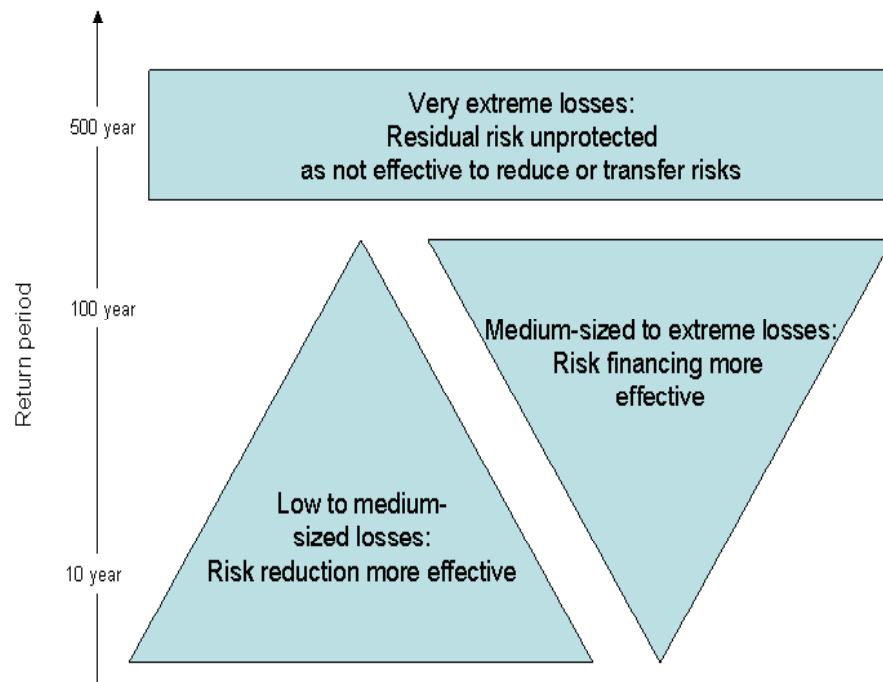 Very extreme losses:
Residual risk unprotected
as not effective to reduce or transfer risks
500 year
100 year
Return period
Medium-sized to extreme losses:
Risk financing more
effective
Low to medium-
sized losses:
Risk reduction more effective
10 year